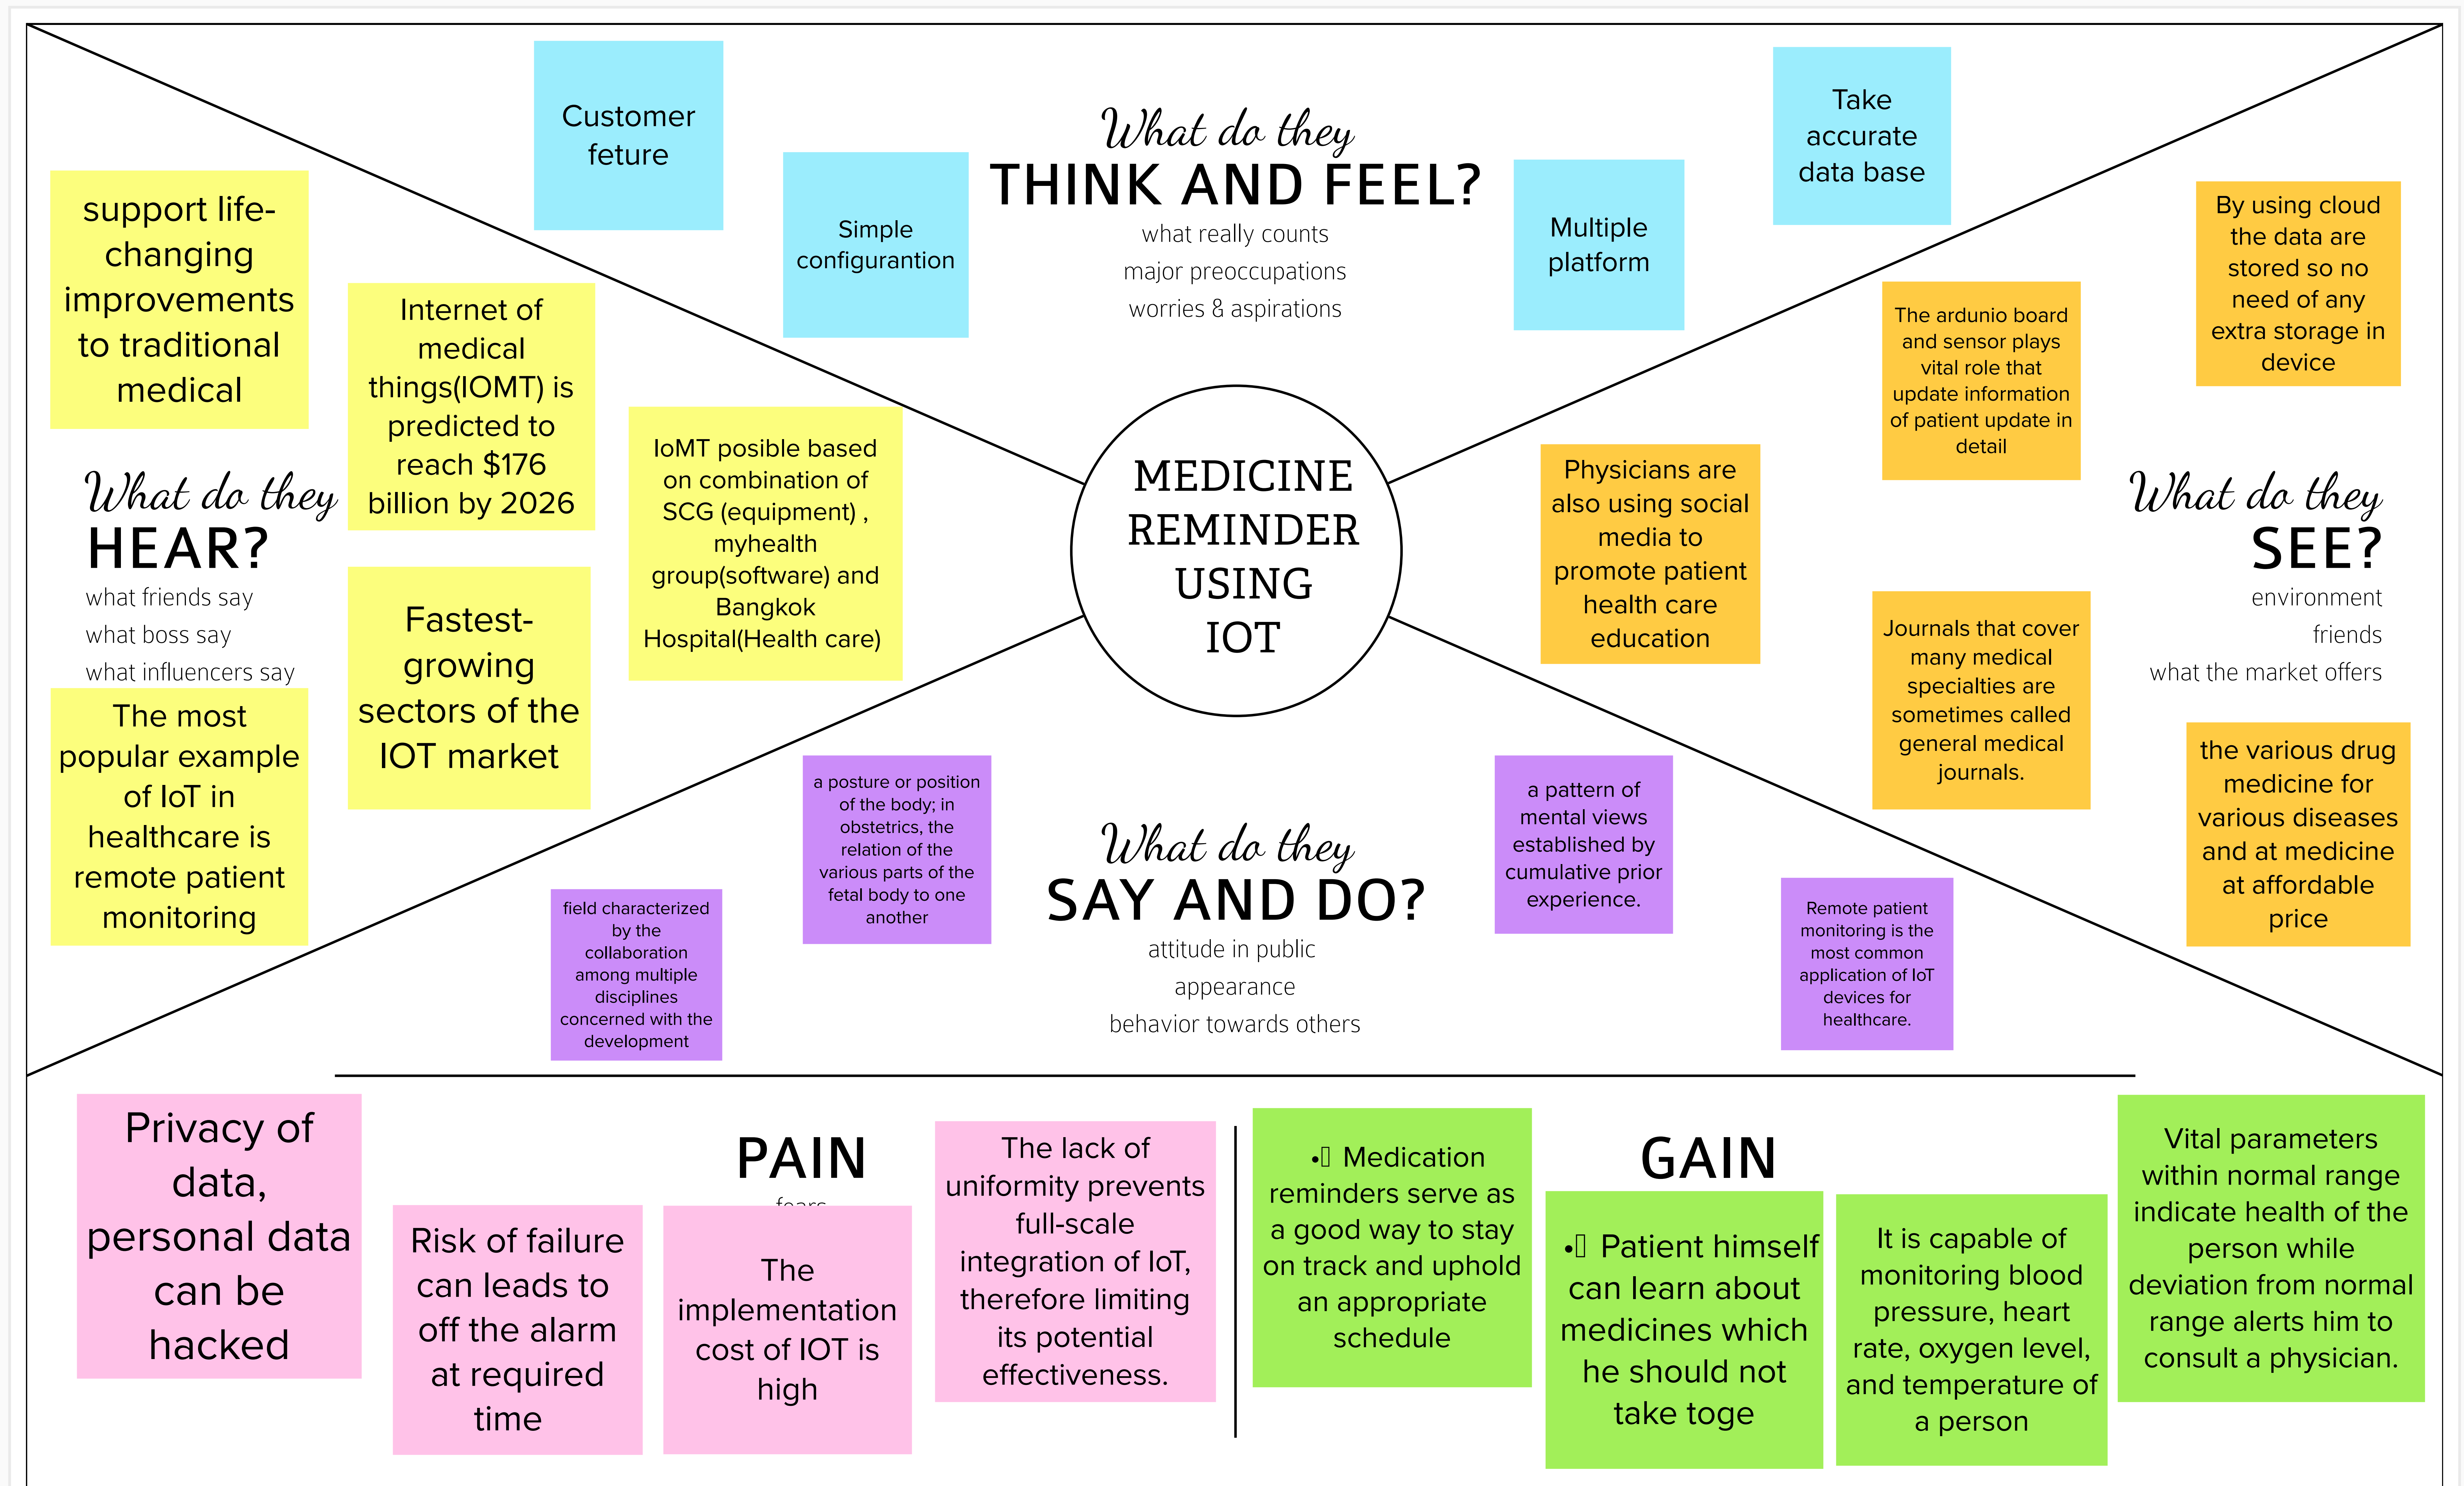 Customer
feture
Simple
configurantion
What do they
THINK AND FEEL?
what really counts
major preoccupations
worries & aspirations
Multiple
platform
Take
accurate
data base
support life-
changing
improvements
to traditional
medical
Internet of
medical
things(IOMT) is
predicted to
reach $176
billion by 2026
IoMT posible based
on combination of
SCG (equipment) ,
myhealth
group(software) and
Bangkok
Hospital(Health care)
What do they
HEAR?
what friends say
what boss say
what influencers say
Fastest-
growing
sectors of the
IOT market
The most
popular example
of IoT in
healthcare is
remote patient
monitoring
MEDICINE
REMINDER
USING
IOT
By using cloud
the data are
stored so no
need of any
extra storage in
device
The ardunio board
and sensor plays
vital role that
update information
of patient update in
detail
Physicians are
also using social
media to
promote patient
health care
education
What do they
SEE?
environment
friends
what the market offers
Journals that cover
many medical
specialties are
sometimes called
general medical
journals.
the various drug
medicine for
various diseases
and at medicine
at affordable
price
field characterized
by the
collaboration
among multiple
disciplines
concerned with the
development
a posture or position
of the body; in
obstetrics, the
relation of the
various parts of the
fetal body to one
another
What do they
SAY AND DO?
attitude in public
appearance
behavior towards others
a pattern of
mental views
established by
cumulative prior
experience.
Remote patient
monitoring is the
most common
application of IoT
devices for
healthcare.
PAIN
fears
Privacy of
data,
personal data
can be
hacked
Risk of failure
can leads to
off the alarm
at required
time
The
implementation
cost of IOT is
high
The lack of
uniformity prevents
full-scale
integration of IoT,
therefore limiting
its potential
effectiveness.
GAIN
• Medication
reminders serve as
a good way to stay
on track and uphold
an appropriate
schedule
• Patient himself
can learn about
medicines which
he should not
take toge
It is capable of
monitoring blood
pressure, heart
rate, oxygen level,
and temperature of
a person
Vital parameters
within normal range
indicate health of the
person while
deviation from normal
range alerts him to
consult a physician.